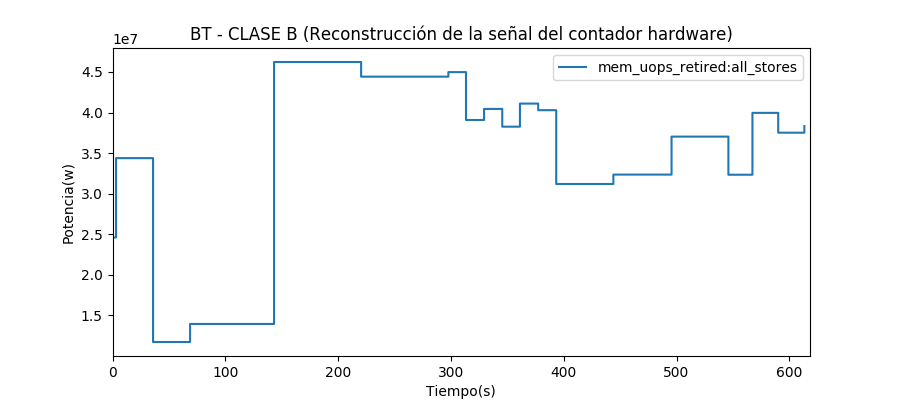 BT - CLASE B (Reconstrucción de la señal del contador hardware)
1e7
mem_uops_retired:all_stores
4.5
4.0
3.5
3.0
2.5
2.0
1.5
Potencia(w)
0 100 200 300 400 500 600
Tiempo(s)